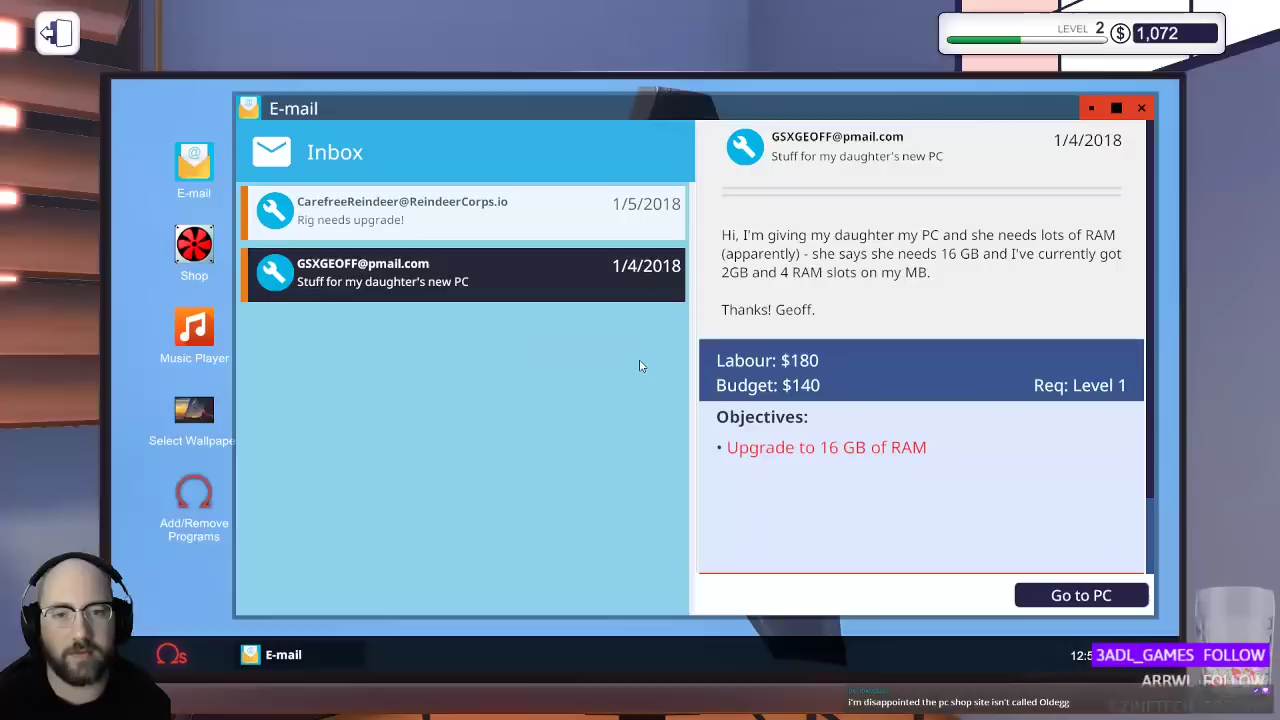 LEVEL 2
$ 1,072
E-mail
Inbox
CarefreeReindeer@ReindeerCorps.io 1/5/2018
Rig needs upgrade!
GSXGEOFF@pmail.com 1/4/2018
Stuff for my daughter's new PC
GSXGEOFF@pmail.com 1/4/2018
Stuff for my daughter's new PC
Hi, I'm giving my daughter my PC and she needs lots of RAM
(apparently) - she says she needs 16 GB and I've currently got
2GB and 4 RAM slots on my MB.
Thanks! Geoff.
Labour: $180
Budget: $140 Req: Level 1
Objectives:
• Upgrade to 16 GB of RAM
Go to PC
E-mail
Shop
Music Player
Select Wallpape
Add/Remove
Programs
E-mail
12:5
3ADL_GAMES FOLLOW
ARRWL FOLLOW
i'm disappointed the pc shop site isn't called Oldegg